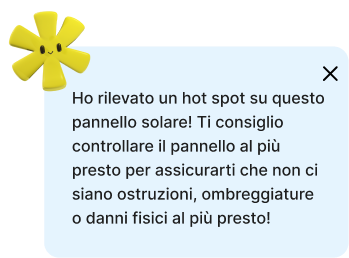 Ho rilevato un hot spot su questo
pannello solare! Ti consiglio
controllare il pannello al più
presto per assicurarti che non ci
siano ostruzioni, ombreggiature
o danni fisici al più presto!